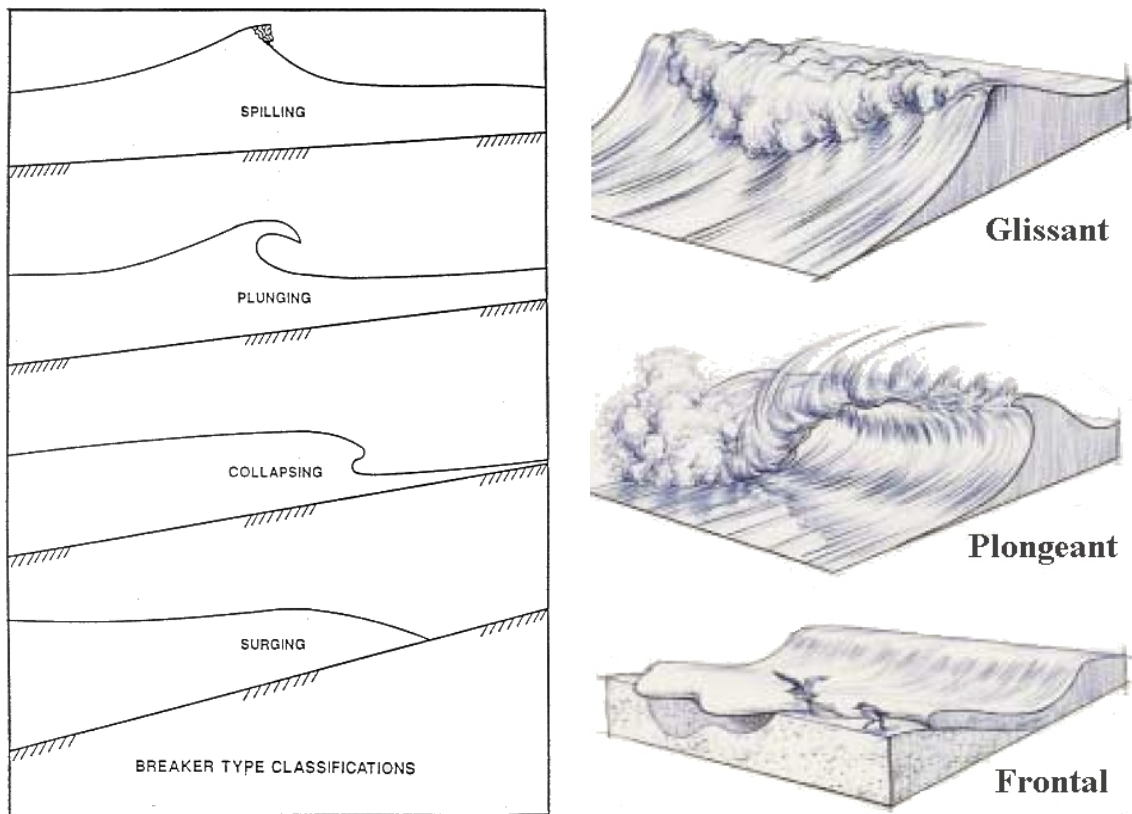 SPILLING
PLUNGING
COLLAPSING
SURGING
BREAKER TYPE CLASSIFICATIONS
Glissant
Plongeant
Frontal